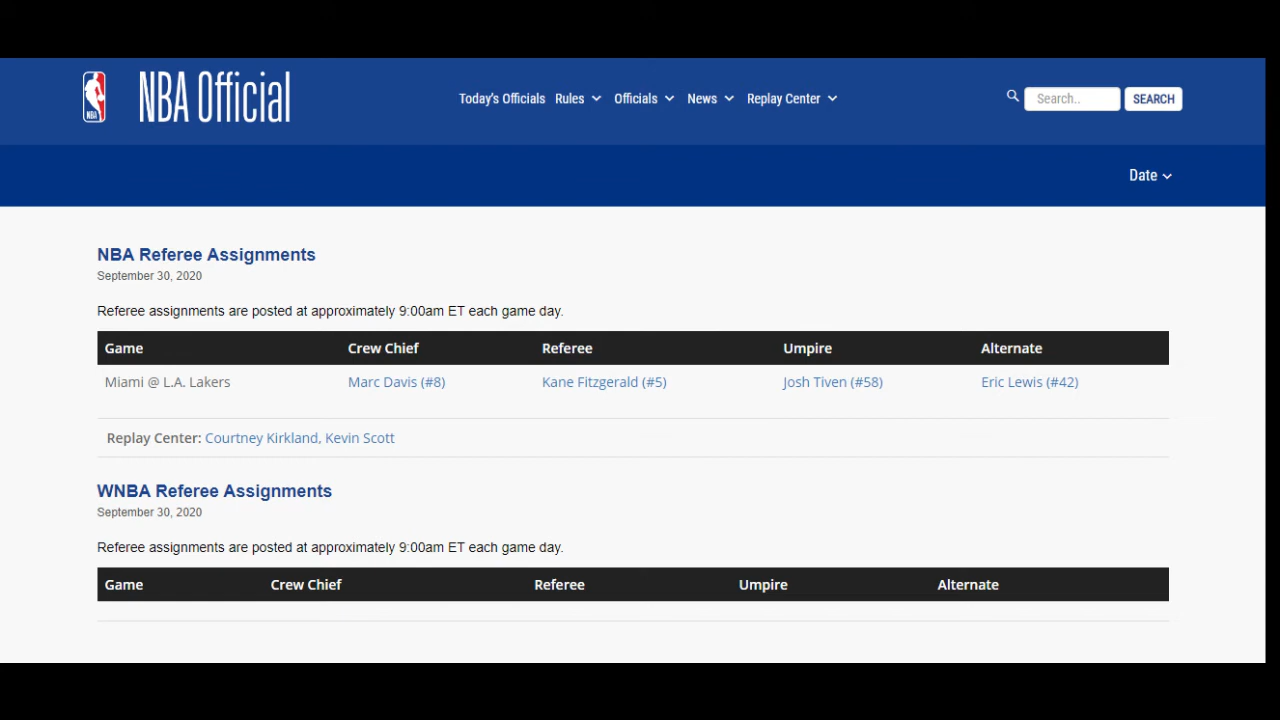 NBA
NBA Official
Today's Officials Rules Officials News Replay Center
Search.. SEARCH
Date
NBA Referee Assignments
September 30, 2020
Referee assignments are posted at approximately 9:00am ET each game day.
Game Crew Chief Referee Umpire Alternate
Miami @ L.A. Lakers Marc Davis (#8) Kane Fitzgerald (#5) Josh Tiven (#58) Eric Lewis (#42)
Replay Center: Courtney Kirkland, Kevin Scott
WNBA Referee Assignments
September 30, 2020
Referee assignments are posted at approximately 9:00am ET each game day.
Game Crew Chief Referee Umpire Alternate